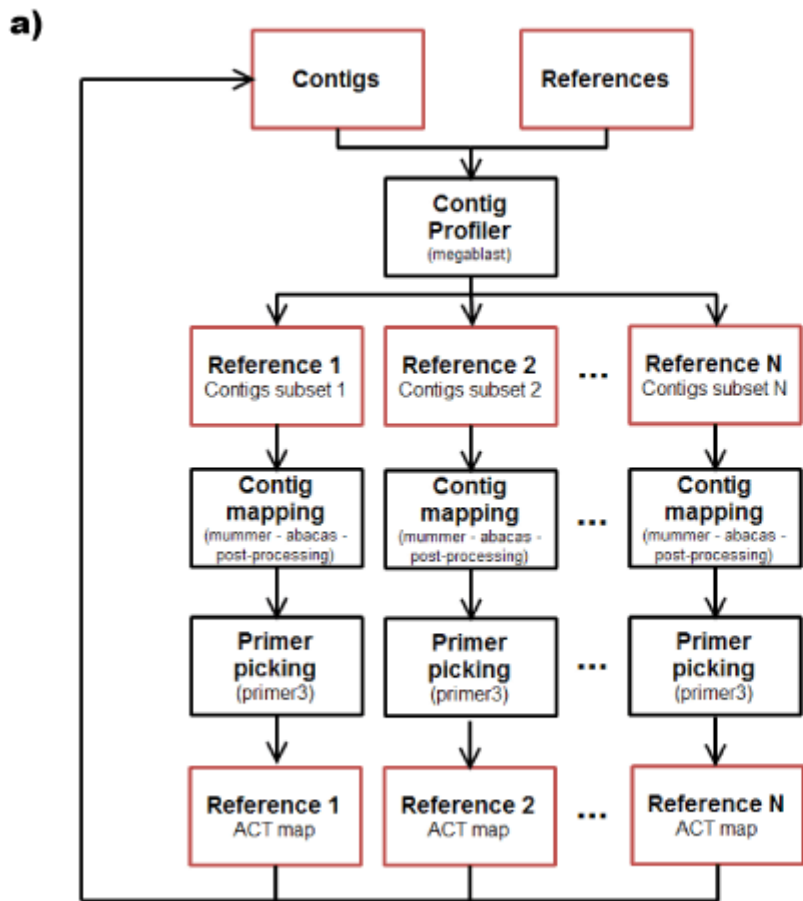 a)
Contigs
References
Contig
Profiler
(megablast)
Reference 1
Contigs subset 1
Reference 2
Contigs subset 2
...
Reference N
Contigs subset N
Contig
mapping
(mummer - abacas -
post-processing)
Contig
mapping
(mummer - abacas -
post-processing)
...
Contig
mapping
(mummer - abacas -
post-processing)
Primer
picking
(primer3)
Primer
picking
(primer3)
...
Primer
picking
(primer3)
Reference 1
ACT map
Reference 2
ACT map
...
Reference N
ACT map